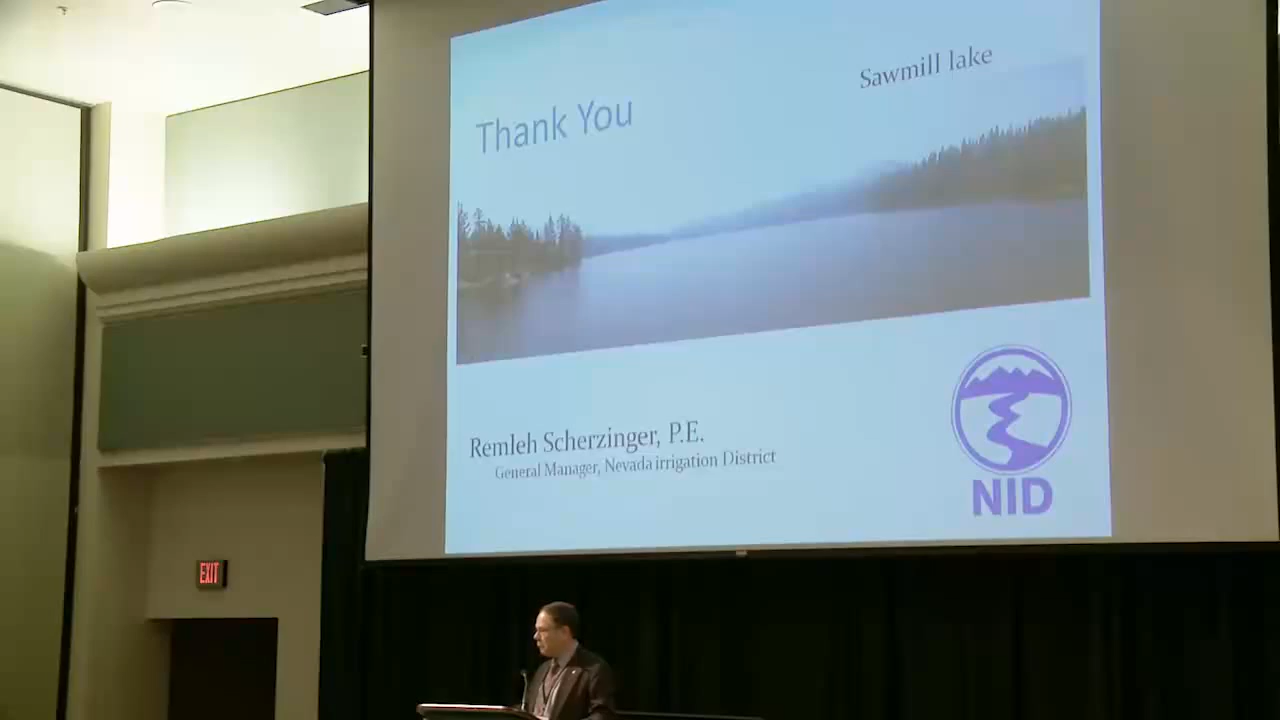 Sawmill lake
Thank You
Remleh Scherzinger, P.E.
General Manager, Nevada irrigation District
NID
EXIT